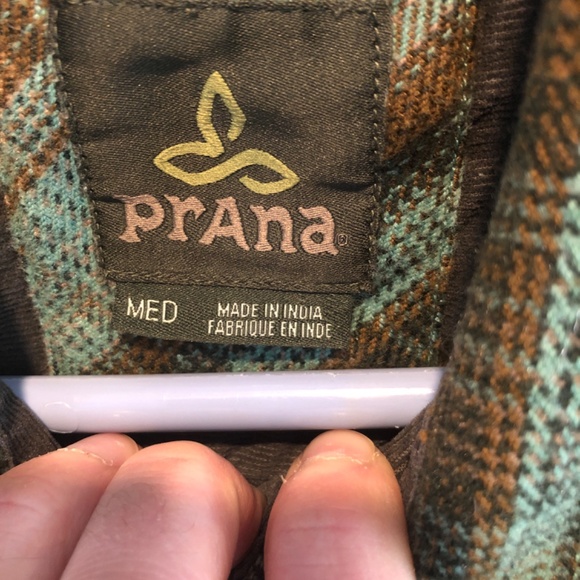 prAna
MED
MADE IN INDIA
FABRIQUE EN INDE